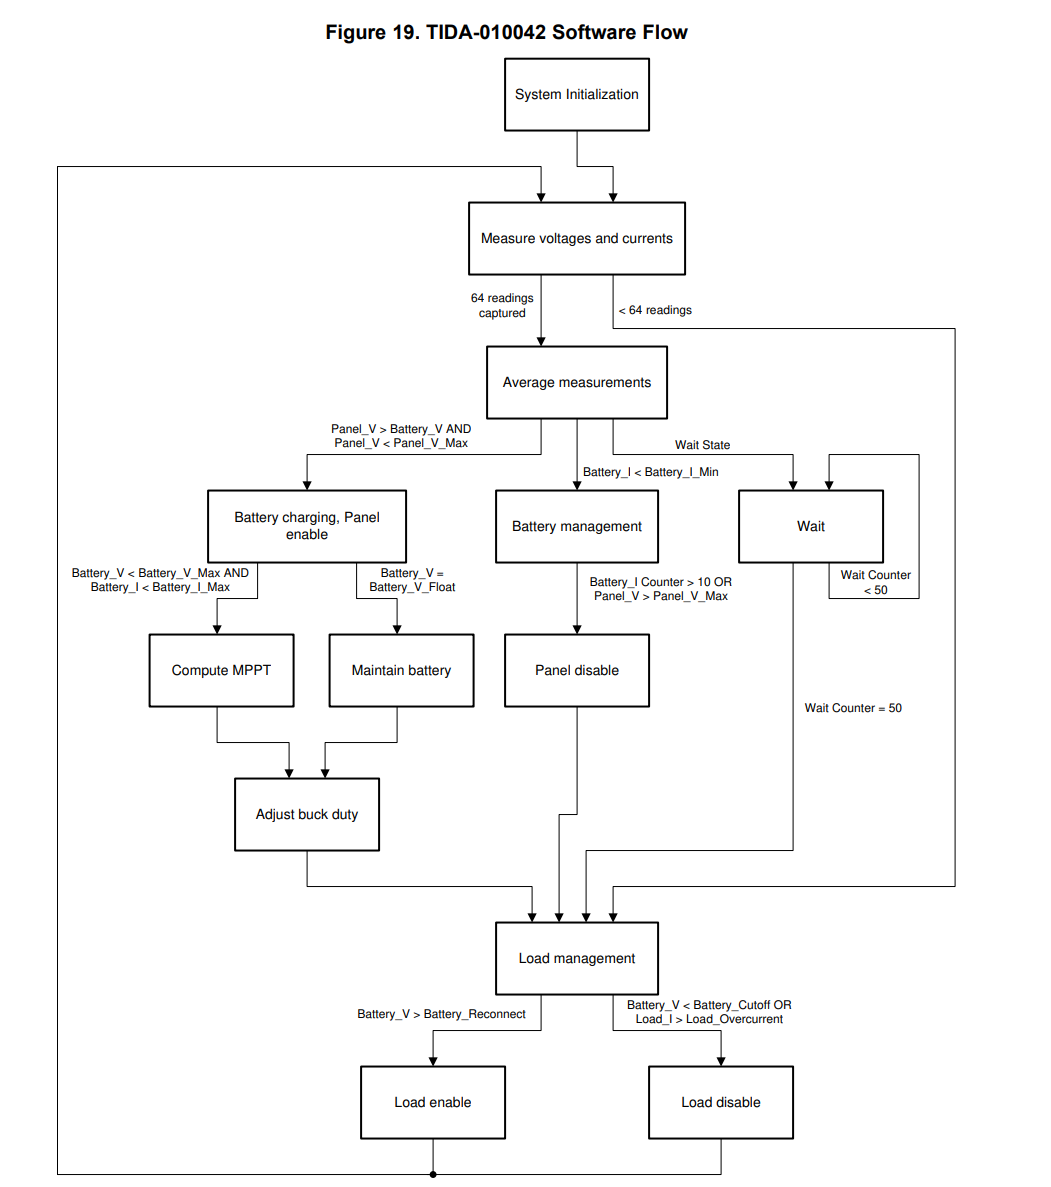 Figure 19. TIDA-010042 Software Flow
System Initialization
Measure voltages and currents
64 readings
captured
< 64 readings
Average measurements
Panel_V > Battery_V AND
Panel_V < Panel_V_Max
Wait State
Battery_I < Battery_I_Min
Battery charging, Panel
enable
Battery management
Wait
Battery_V < Battery_V_Max AND
Battery_I < Battery_I_Max
Battery_V =
Battery_V_Float
Battery_I Counter > 10 OR
Panel_V > Panel_V_Max
Wait Counter
< 50
Compute MPPT
Maintain battery
Panel disable
Wait Counter = 50
Adjust buck duty
Load management
Battery_V > Battery_Reconnect
Battery_V < Battery_Cutoff OR
Load_I > Load_Overcurrent
Load enable
Load disable